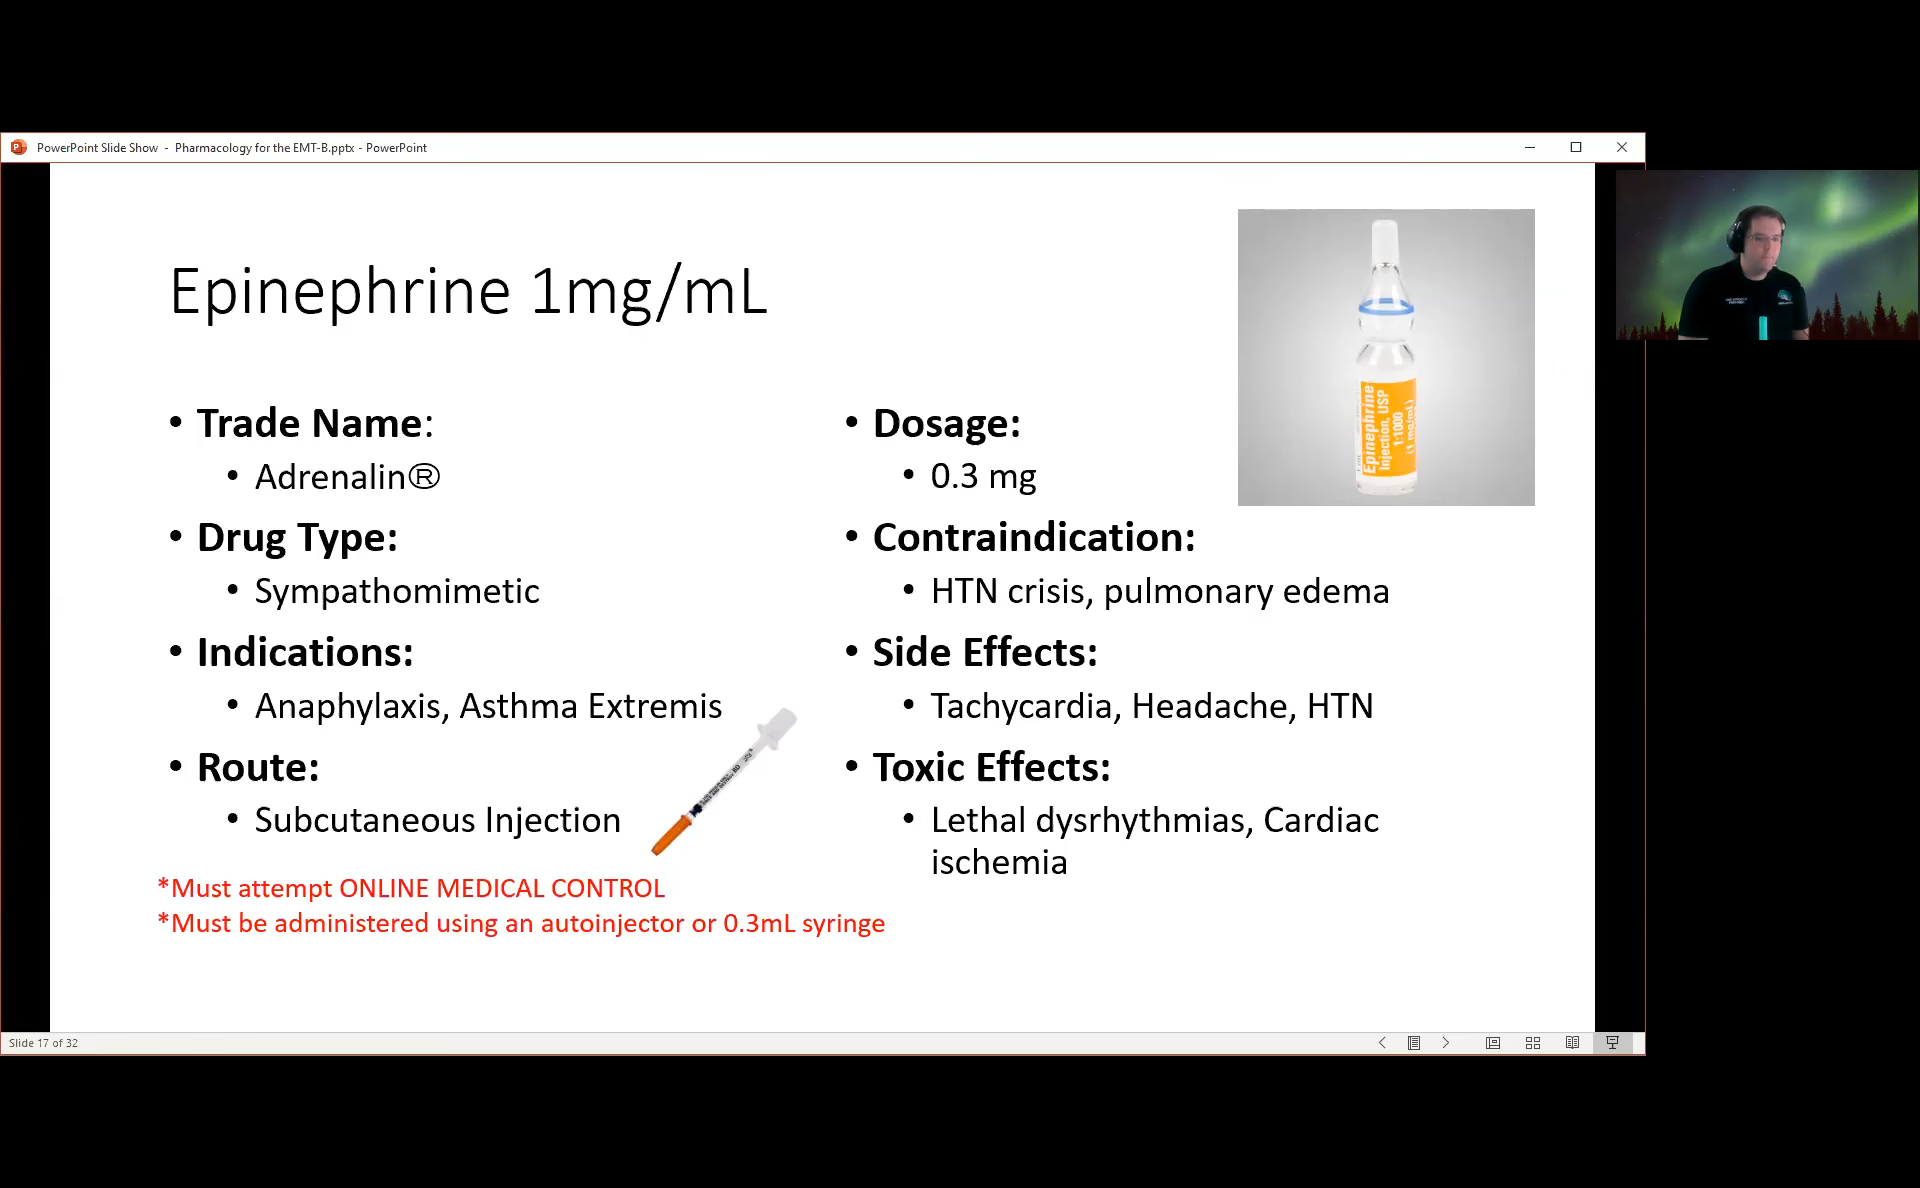 PowerPoint Slide Show - Pharmacology for the EMT-B.pptx - PowerPoint
Epinephrine 1mg/mL
• Trade Name:
• Adrenalin®
• Drug Type:
• Sympathomimetic
• Indications:
• Anaphylaxis, Asthma Extremis
• Route:
• Subcutaneous Injection
*Must attempt ONLINE MEDICAL CONTROL
*Must be administered using an autoinjector or 0.3mL syringe
• Dosage:
• 0.3 mg
• Contraindication:
• HTN crisis, pulmonary edema
• Side Effects:
• Tachycardia, Headache, HTN
• Toxic Effects:
• Lethal dysrhythmias, Cardiac
ischemia
Epinephrine
Injection, USP
1:1000
(1 mg/mL)
Slide 17 of 32